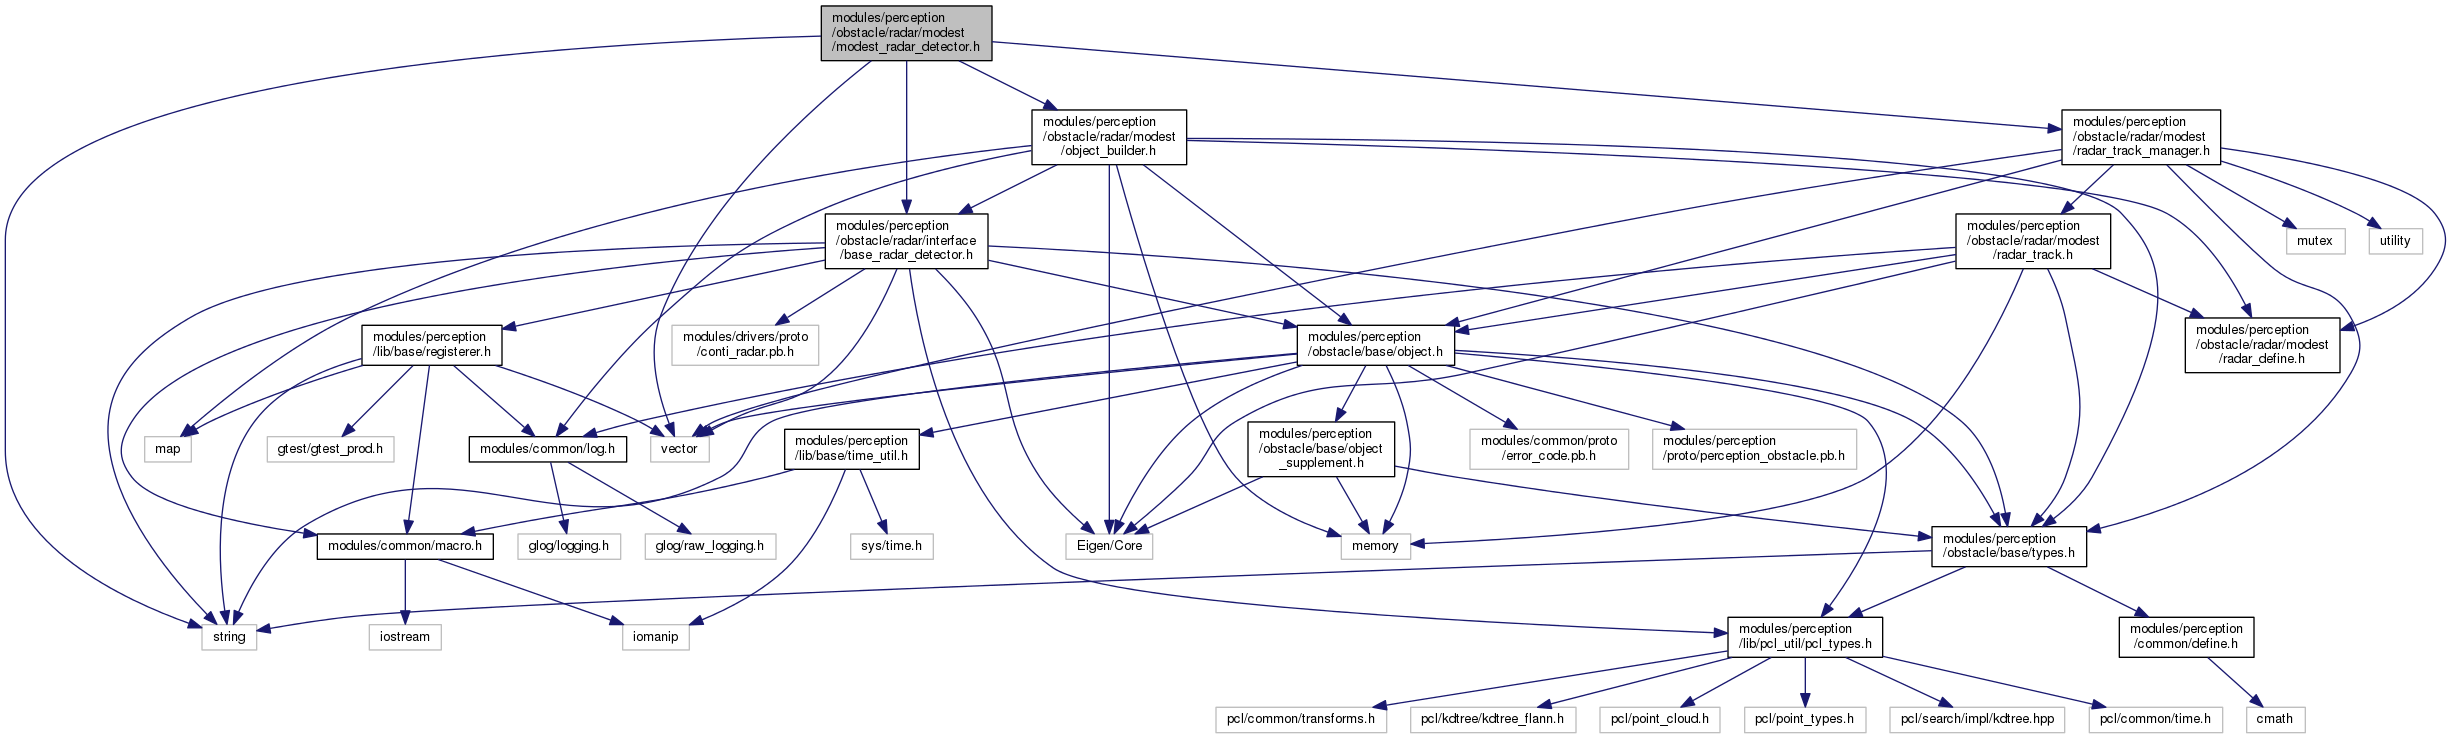 modules/perception
/obstacle/radar/modest
/modest_radar_detector.h
modules/perception
/obstacle/radar/modest
/object_builder.h
modules/perception
/obstacle/radar/modest
/radar_track_manager.h
modules/perception
/obstacle/radar/interface
/base_radar_detector.h
modules/perception
/obstacle/radar/modest
/radar_track.h
mutex
utility
modules/perception
/lib/base/registerer.h
modules/drivers/proto
/conti_radar.pb.h
modules/perception
/obstacle/base/object.h
modules/perception
/obstacle/radar/modest
/radar_define.h
map
gtest/gtest_prod.h
modules/common/log.h
vector
modules/perception
/lib/base/time_util.h
modules/perception
/obstacle/base/object
_supplement.h
modules/common/proto
/error_code.pb.h
modules/perception
/proto/perception_obstacle.pb.h
modules/common/macro.h
glog/logging.h
glog/raw_logging.h
sys/time.h
Eigen/Core
memory
modules/perception
/obstacle/base/types.h
string
iostream
iomanip
modules/perception
/lib/pcl_util/pcl_types.h
modules/perception
/common/define.h
pcl/common/transforms.h
pcl/kdtree/kdtree_flann.h
pcl/point_cloud.h
pcl/point_types.h
pcl/search/impl/kdtree.hpp
pcl/common/time.h
cmath